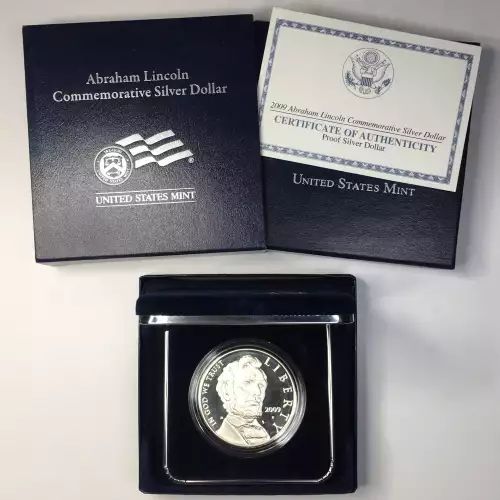 Abraham Lincoln
Commemorative Silver Dollar
UNITED STATES MINT
2009 Abraham Lincoln Commemorative Silver Dollar
CERTIFICATE OF AUTHENTICITY
Proof Silver Dollar
UNITED STATES MINT
IN GOD WE TRUST
LIBERTY
2009